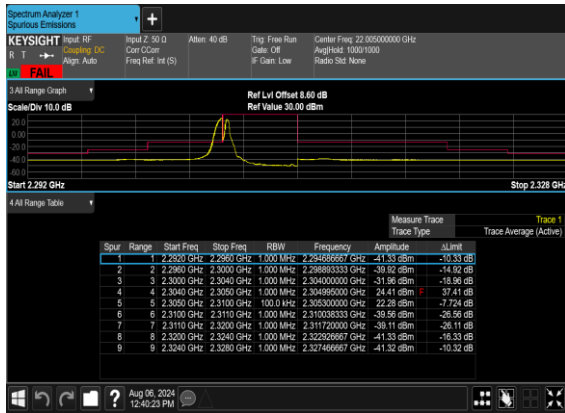 Spectrum Analyzer 1
Spurious Emissions
+
KEYSIGHT Input: RF Input Z: 50 Ω Atten: 40 dB Trig: Free Run Center Freq: 22.005000000 GHz
R T Coupling: DC Corr CCorr Gate: Off Avg|Hold: 1000/1000
Align: Auto Freq Ref: Int (S) IF Gain: Low Radio Std: None
FAIL
3 All Range Graph
Ref Lvl Offset 8.60 dB
Scale/Div 10.0 dB Ref Value 30.00 dBm
20.0
0.00
-20.0
-40.0
-60.0
Start 2.292 GHz Stop 2.328 GHz
4 All Range Table
Measure Trace Trace 1
Trace Type Trace Average (Active)
Spur Range Start Freq Stop Freq RBW Frequency Amplitude ΔLimit
1 1 2.2920 GHz 2.2960 GHz 1.000 MHz 2.294686667 GHz -41.33 dBm -10.33 dB
2 2 2.2960 GHz 2.3000 GHz 1.000 MHz 2.298893333 GHz -39.92 dBm -14.92 dB
3 3 2.3000 GHz 2.3040 GHz 1.000 MHz 2.304000000 GHz -31.96 dBm -18.96 dB
4 4 2.3040 GHz 2.3050 GHz 1.000 MHz 2.304995000 GHz 24.41 dBm F 37.41 dB
5 5 2.3050 GHz 2.3100 GHz 100.0 kHz 2.305300000 GHz 22.28 dBm -7.724 dB
6 6 2.3100 GHz 2.3110 GHz 1.000 MHz 2.310038333 GHz -39.56 dBm -26.56 dB
7 7 2.3110 GHz 2.3200 GHz 1.000 MHz 2.311720000 GHz -39.11 dBm -26.11 dB
8 8 2.3200 GHz 2.3240 GHz 1.000 MHz 2.322926667 GHz -41.33 dBm -16.33 dB
9 9 2.3240 GHz 2.3280 GHz 1.000 MHz 2.327466667 GHz -41.32 dBm -10.32 dB
? Aug 06, 2024
12:40:23 PM